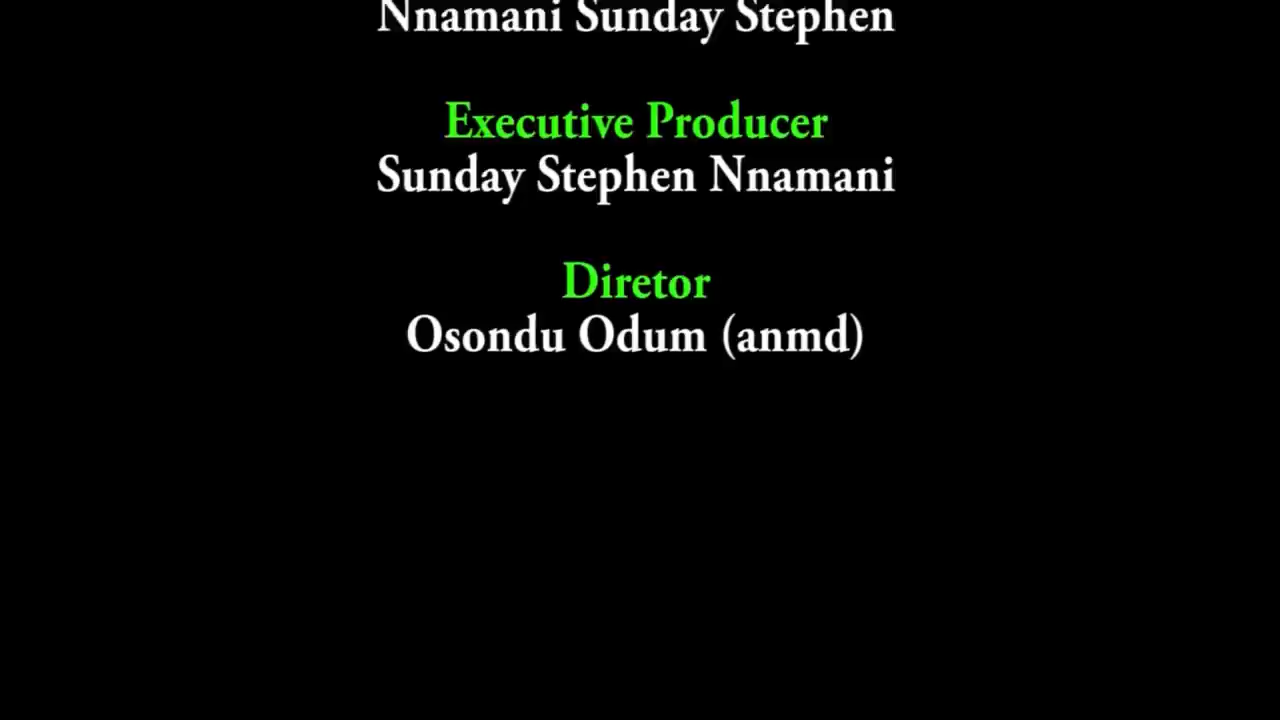 Nnamani Sunday Stephen
Executive Producer
Sunday Stephen Nnamani
Diretor
Osondu Odum (anmd)